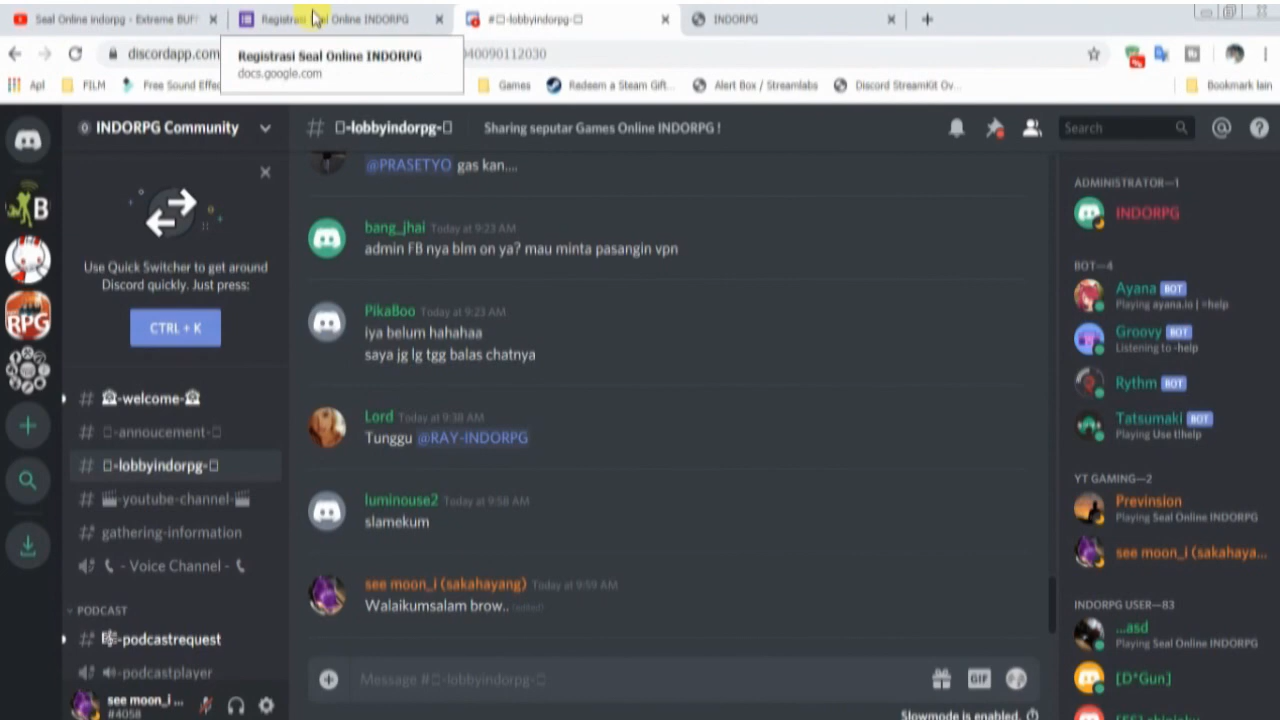 Seal Online indorpg - Extreme BUFF
Registrasi Seal Online INDORPG
#-lobbyindorpg-
INDORPG
Registrasi Seal Online INDORPG
docs.google.com
discordapp.com
40090112030
Apl
FILM
Free Sound Effec
Games
Redeem a Steam Gift...
Alert Box / Streamlabs
Discord StreamKit Ov...
Bookmark lain
INDORPG Community
# -lobbyindorpg-
Sharing seputar Games Online INDORPG !
Search
Use Quick Switcher to get around
Discord quickly. Just press:
CTRL + K
# -welcome-
# -annoucement-
# -lobbyindorpg-
# -youtube-channel-
# gathering-information
- Voice Channel -
PODCAST
# -podcastrequest
-podcastplayer
see moon_i ...
#4058
@PRASETYO gas kan....
bang_jhai Today at 9:23 AM
admin FB nya blm on ya? mau minta pasangin vpn
PikaBoo Today at 9:23 AM
iya belum hahahaa
saya jg lg tgg balas chatnya
Lord Today at 9:38 AM
Tunggu @RAY-INDORPG
luminouse2 Today at 9:58 AM
slamekum
see moon_i (sakahayang) Today at 9:59 AM
Walaikumsalam brow.. (edited)
Message #-lobbyindorpg-
GIF
Slowmode is enabled.
ADMINISTRATOR—1
INDORPG
BOT—4
Ayana BOT
Playing ayana.io | =help
Groovy BOT
Listening to -help
Rythm BOT
Tatsumaki BOT
Playing Use t!help
YT GAMING—2
Prevension
Playing Seal Online INDORPG
see moon_i (sakahaya...
INDORPG USER—83
...asd
Playing Seal Online INDORPG
[D*Gun]
B
RPG